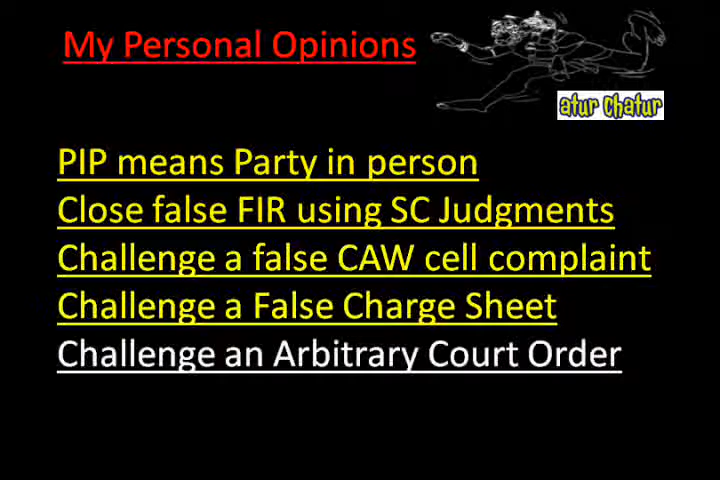 My Personal Opinions
atur chatur
PIP means Party in person
Close false FIR using SC Judgments
Challenge a false CAW cell complaint
Challenge a False Charge Sheet
Challenge an Arbitrary Court Order